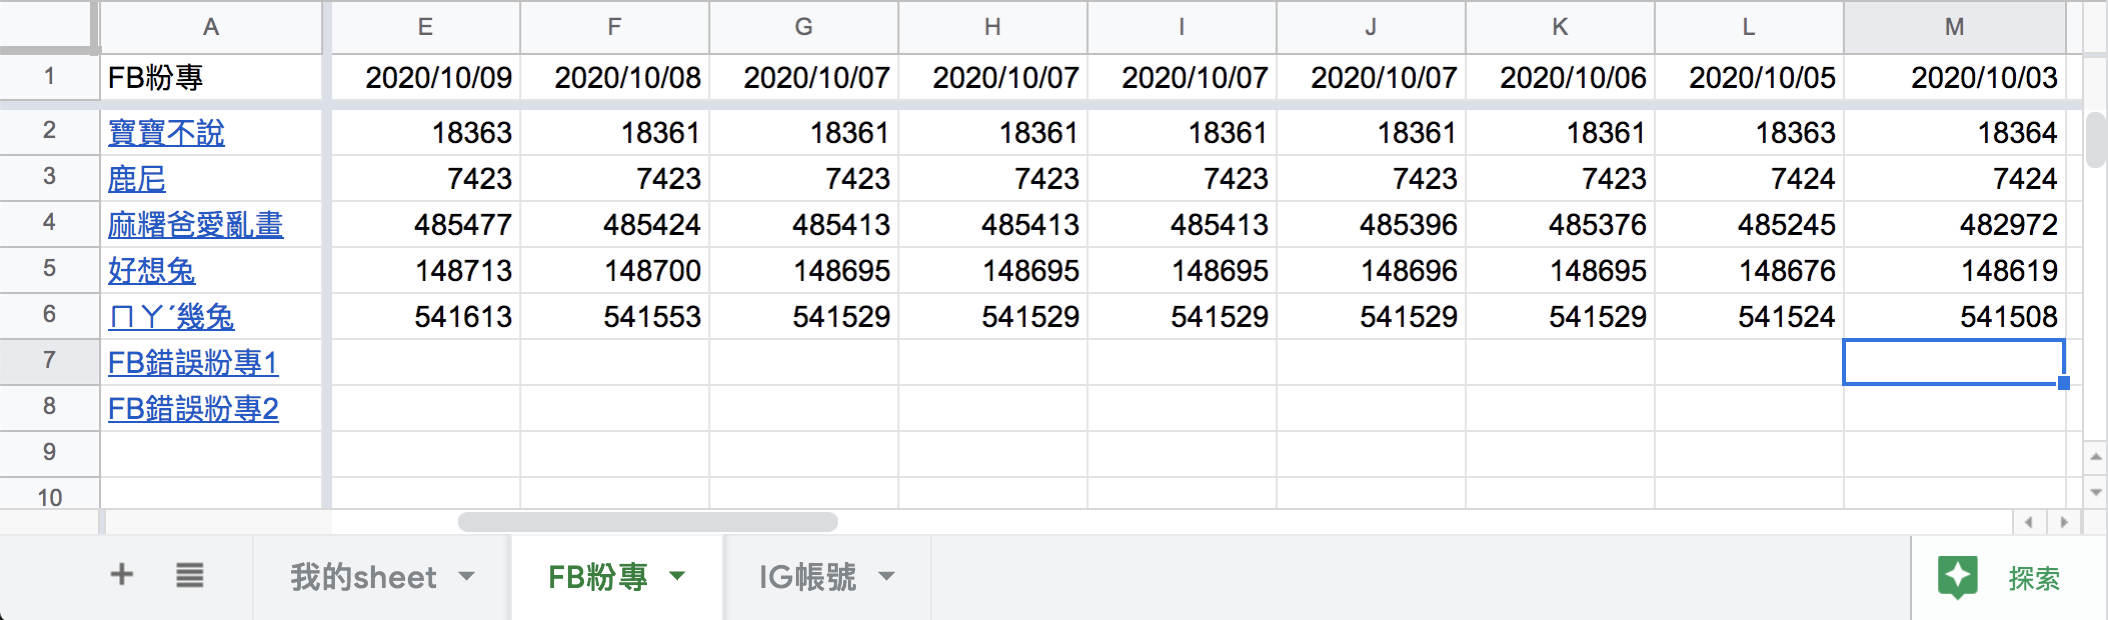 A E F G H I J K L M
1 FB粉專 2020/10/09 2020/10/08 2020/10/07 2020/10/07 2020/10/07 2020/10/07 2020/10/06 2020/10/05 2020/10/03
2 寶寶不說 18363 18361 18361 18361 18361 18361 18361 18363 18364
3 鹿尼 7423 7423 7423 7423 7423 7423 7423 7424 7424
4 麻糬爸愛亂畫 485477 485424 485413 485413 485413 485396 485376 485245 482972
5 好想兔 148713 148700 148695 148695 148695 148696 148695 148676 148619
6 ㄇㄚˊ幾兔 541613 541553 541529 541529 541529 541529 541529 541524 541508
7 FB錯誤粉專1
8 FB錯誤粉專2
9
10
我的sheet FB粉專 IG帳號 探索